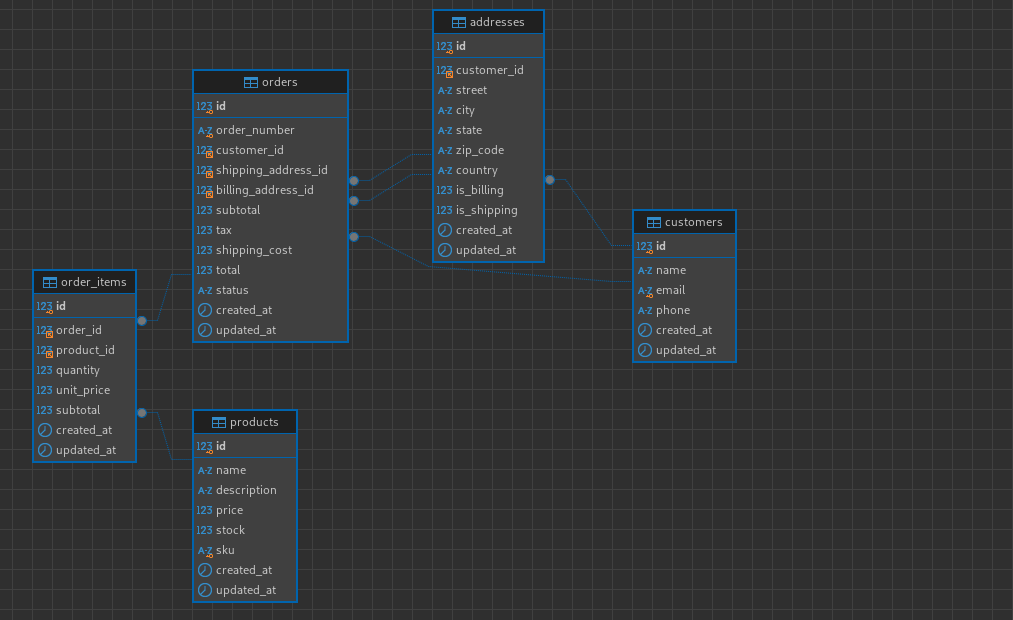 addresses
123 id
123 customer_id
A-Z street
A-Z city
A-Z state
A-Z zip_code
A-Z country
123 is_billing
123 is_shipping
created_at
updated_at
orders
123 id
A-Z order_number
123 customer_id
123 shipping_address_id
123 billing_address_id
123 subtotal
123 tax
123 shipping_cost
123 total
A-Z status
created_at
updated_at
customers
123 id
A-Z name
A-Z email
A-Z phone
created_at
updated_at
order_items
123 id
123 order_id
123 product_id
123 quantity
123 unit_price
123 subtotal
created_at
updated_at
products
123 id
A-Z name
A-Z description
123 price
123 stock
A-Z sku
created_at
updated_at